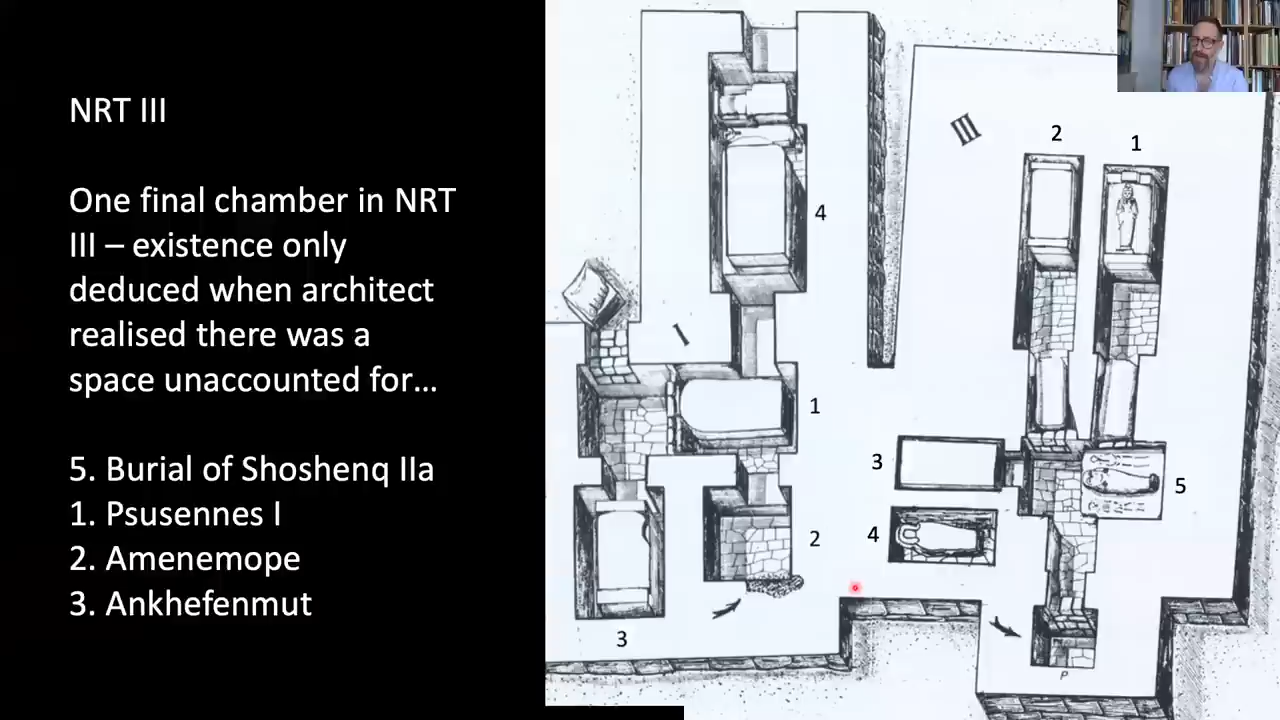 NRT III
One final chamber in NRT
III – existence only
deduced when architect
realised there was a
space unaccounted for...
5. Burial of Shoshenq IIa
1. Psusennes I
2. Amenemope
3. Ankhefenmut
III
2
1
4
I
1
3
5
4
2
3
P